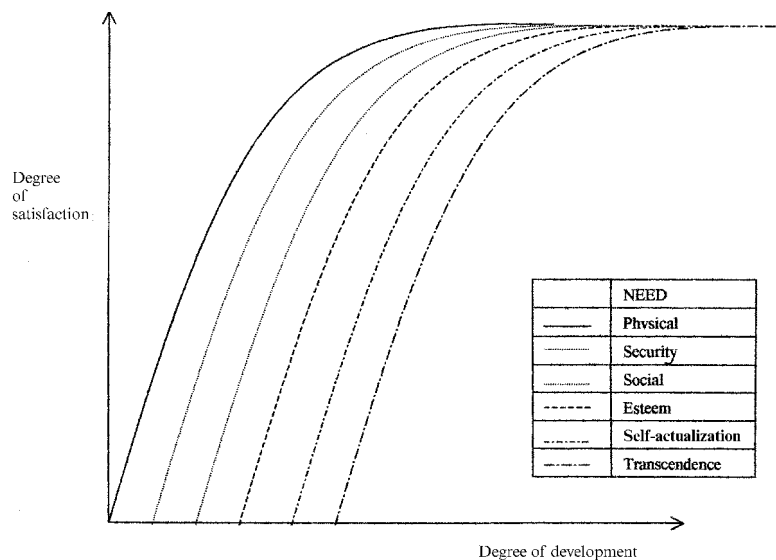 Degree
of
satisfaction
NEED
Physical
Security
Social
Esteem
Self-actualization
Transcendence
Degree of development